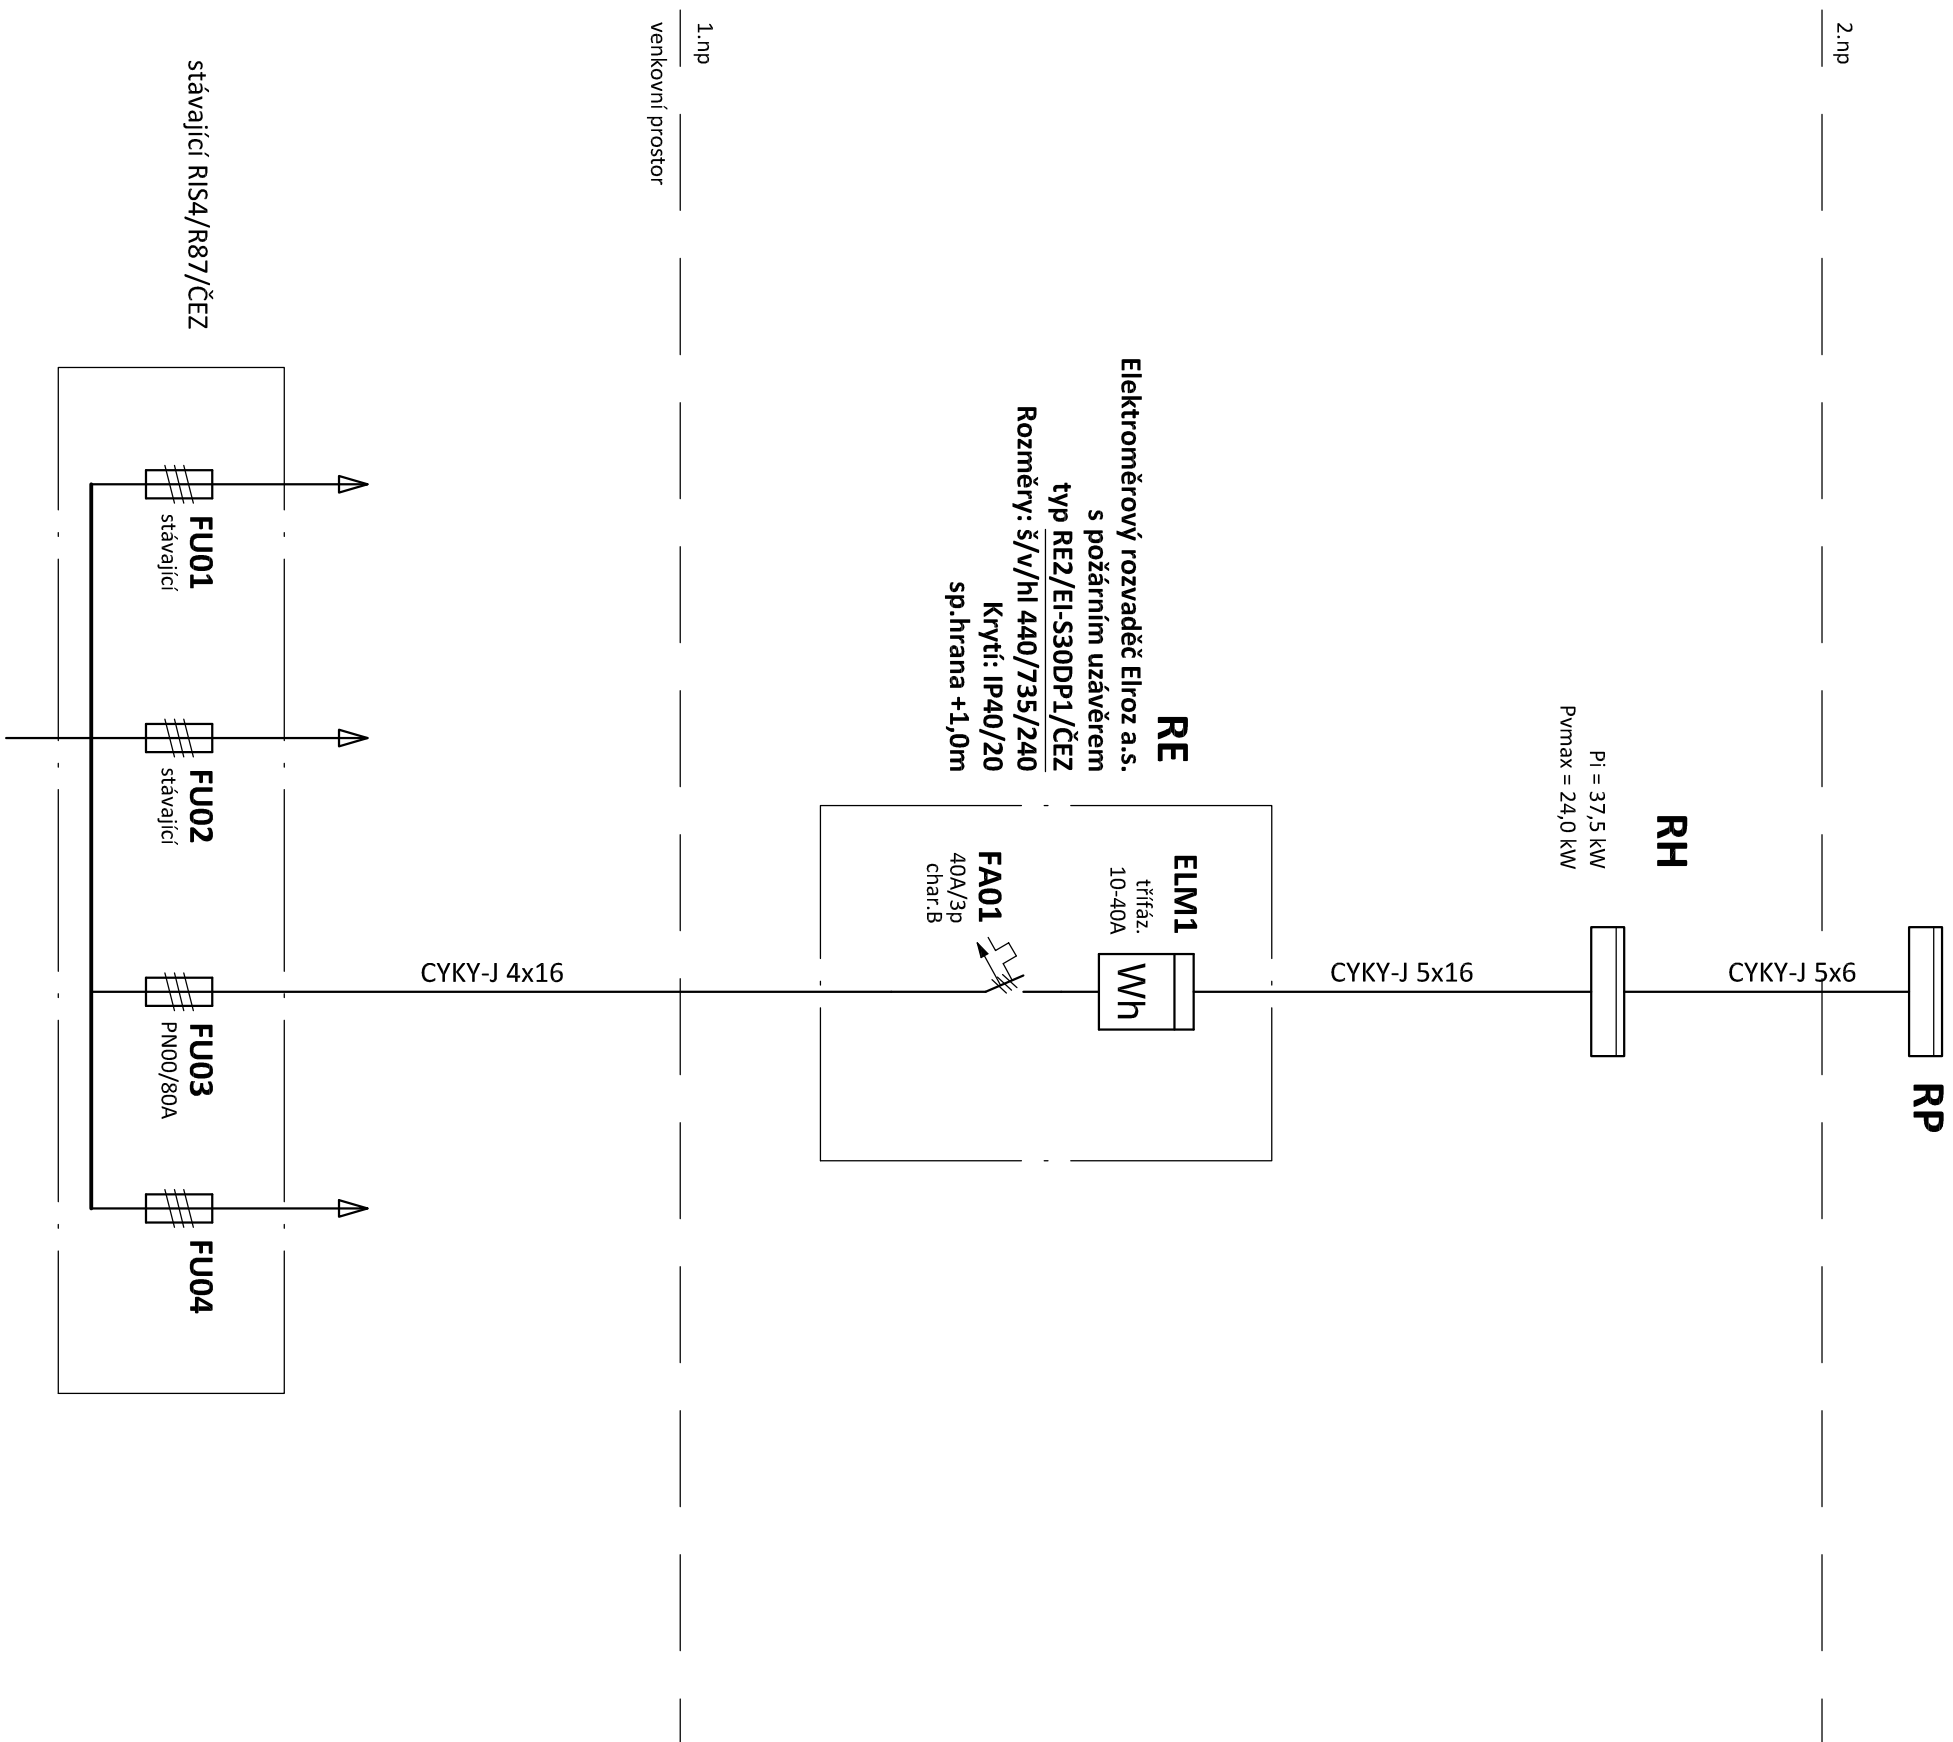 2.np
RP
CYKY-J 5x6
RH
Pi = 37,5 kW
Pvmax = 24,0 kW
CYKY-J 5x16
RE
Elektroměrový rozvaděč Elroz a.s.
s požárním uzávěrem
typ RE2/EI-S30DP1/ČEZ
Rozměry: š/v/hl 440/735/240
Krytí: IP40/20
sp.hrana +1,0m
ELM1
třífáz.
10-40A
Wh
FA01
40A/3p
char.B
1.np
venkovní prostor
CYKY-J 4x16
stávající RIS4/R87/ČEZ
FU01
stávající
FU02
stávající
FU03
PN00/80A
FU04